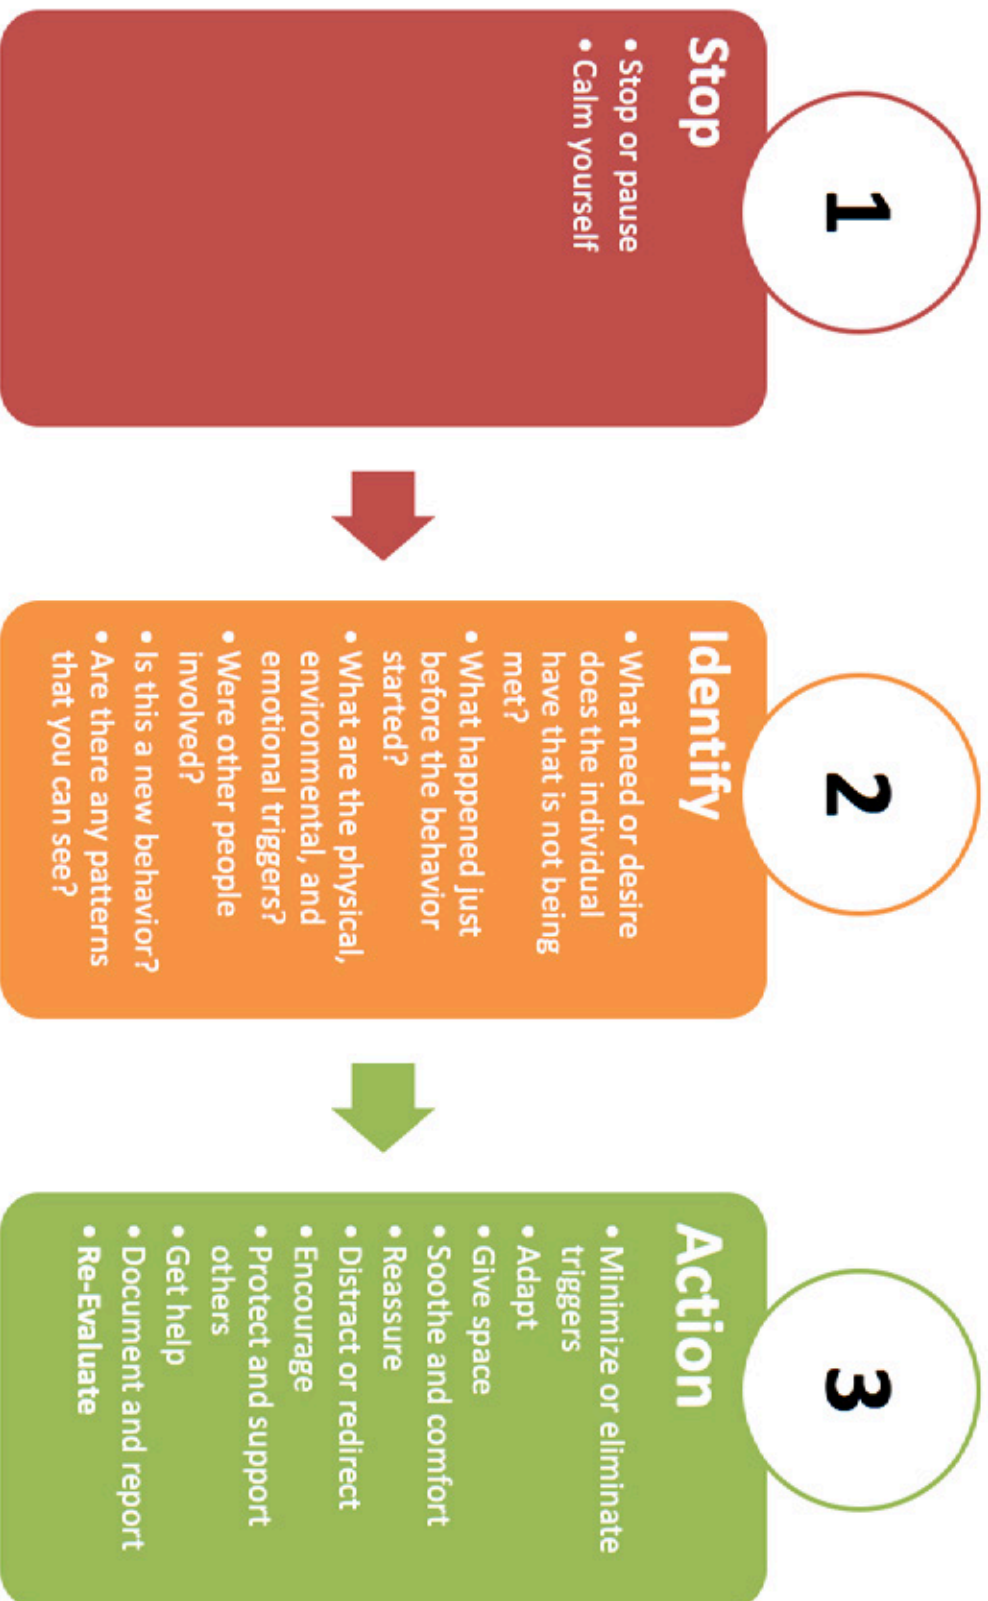 1
Stop
• Stop or pause
• Calm yourself
2
Identify
• What need or desire
does the individual
have that is not being
met?
• What happened just
before the behavior
started?
• What are the physical,
environmental, and
emotional triggers?
• Were other people
involved?
• Is this a new behavior?
• Are there any patterns
that you can see?
3
Action
• Minimize or eliminate
triggers
• Adapt
• Give space
• Soothe and comfort
• Reassure
• Distract or redirect
• Encourage
• Protect and support
others
• Get help
• Document and report
• Re-Evaluate